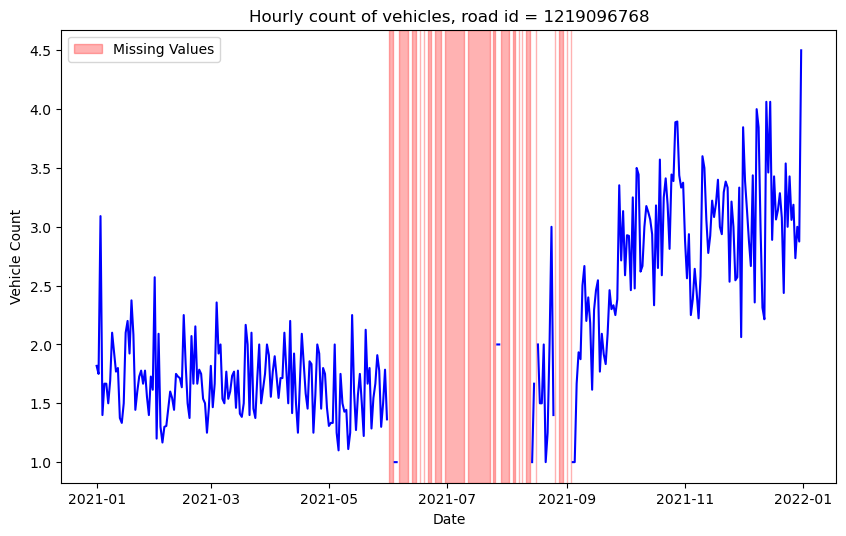 Hourly count of vehicles, road id = 1219096768
Missing Values
4.5
4.0
3.5
3.0
2.5
2.0
1.5
1.0
Vehicle Count
2021-01 2021-03 2021-05 2021-07 2021-09 2021-11 2022-01
Date